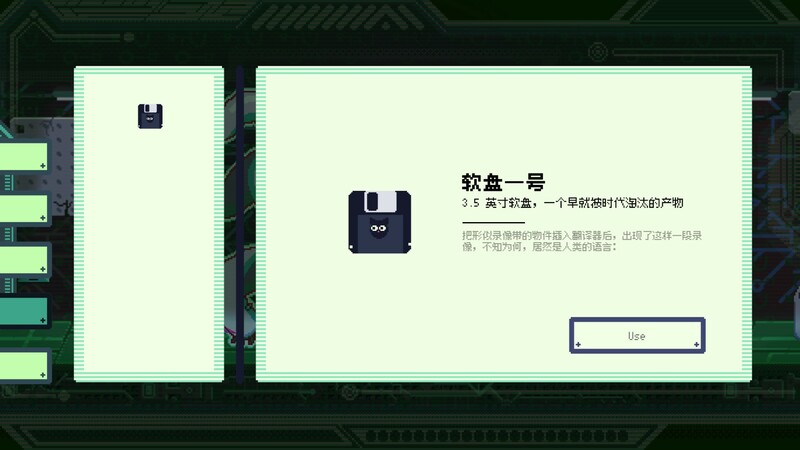 软盘一号
3.5 英寸软盘，一个早就被时代淘汰的产物
把形似录像带的物件插入翻译器后，出现了这样一段录
像，不知为何，居然是人类的语言：
Use